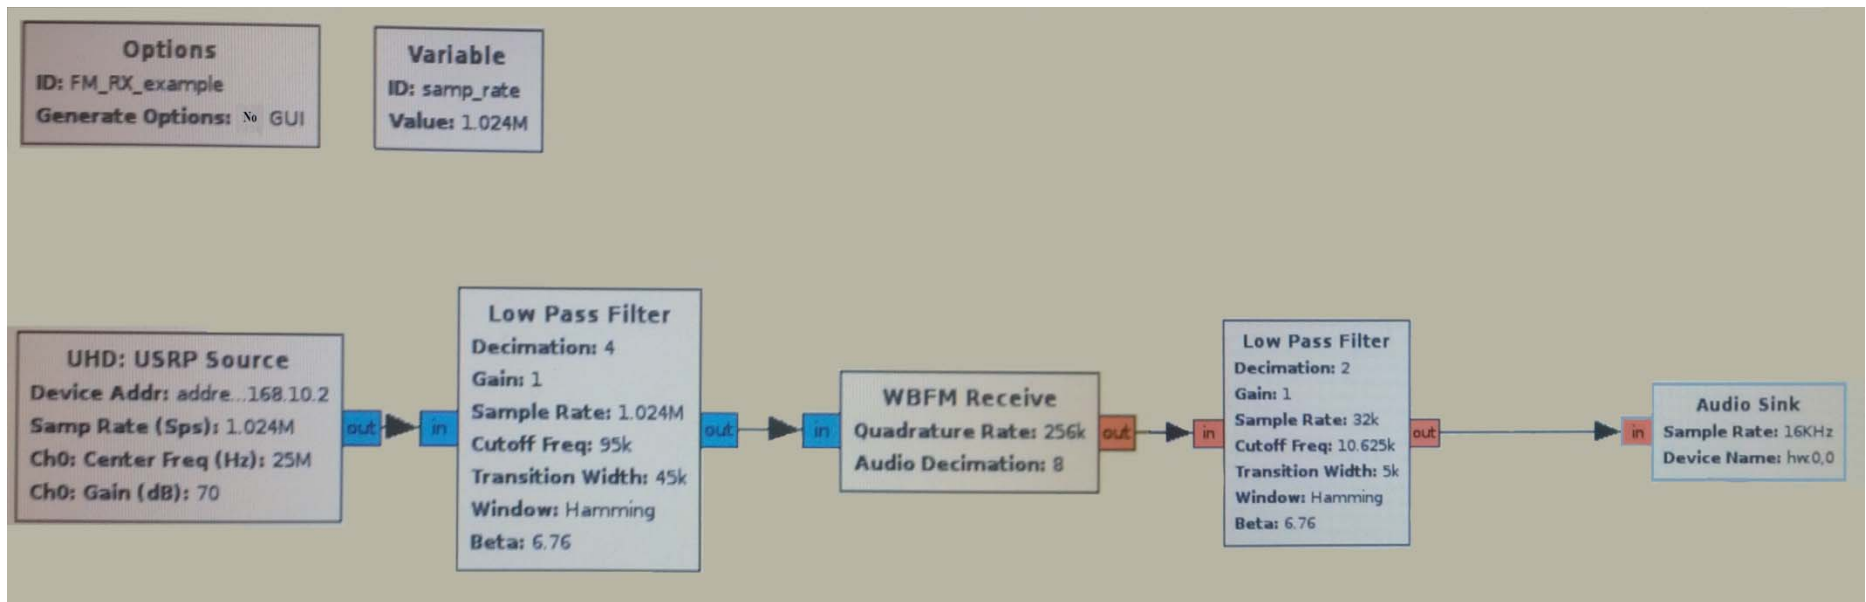 Options
ID: FM_RX_example
Generate Options: No GUI
Variable
ID: samp_rate
Value: 1.024M
UHD: USRP Source
Device Addr: addre...168.10.2
Samp Rate (Sps): 1.024M
Ch0: Center Freq (Hz): 25M
Ch0: Gain (dB): 70
out
in
Low Pass Filter
Decimation: 4
Gain: 1
Sample Rate: 1.024M
Cutoff Freq: 95k
Transition Width: 45k
Window: Hamming
Beta: 6.76
out
in
WBFM Receive
Quadrature Rate: 256k
Audio Decimation: 8
out
in
Low Pass Filter
Decimation: 2
Gain: 1
Sample Rate: 32k
Cutoff Freq: 10.625k
Transition Width: 5k
Window: Hamming
Beta: 6.76
out
in
Audio Sink
Sample Rate: 16KHz
Device Name: hw:0,0